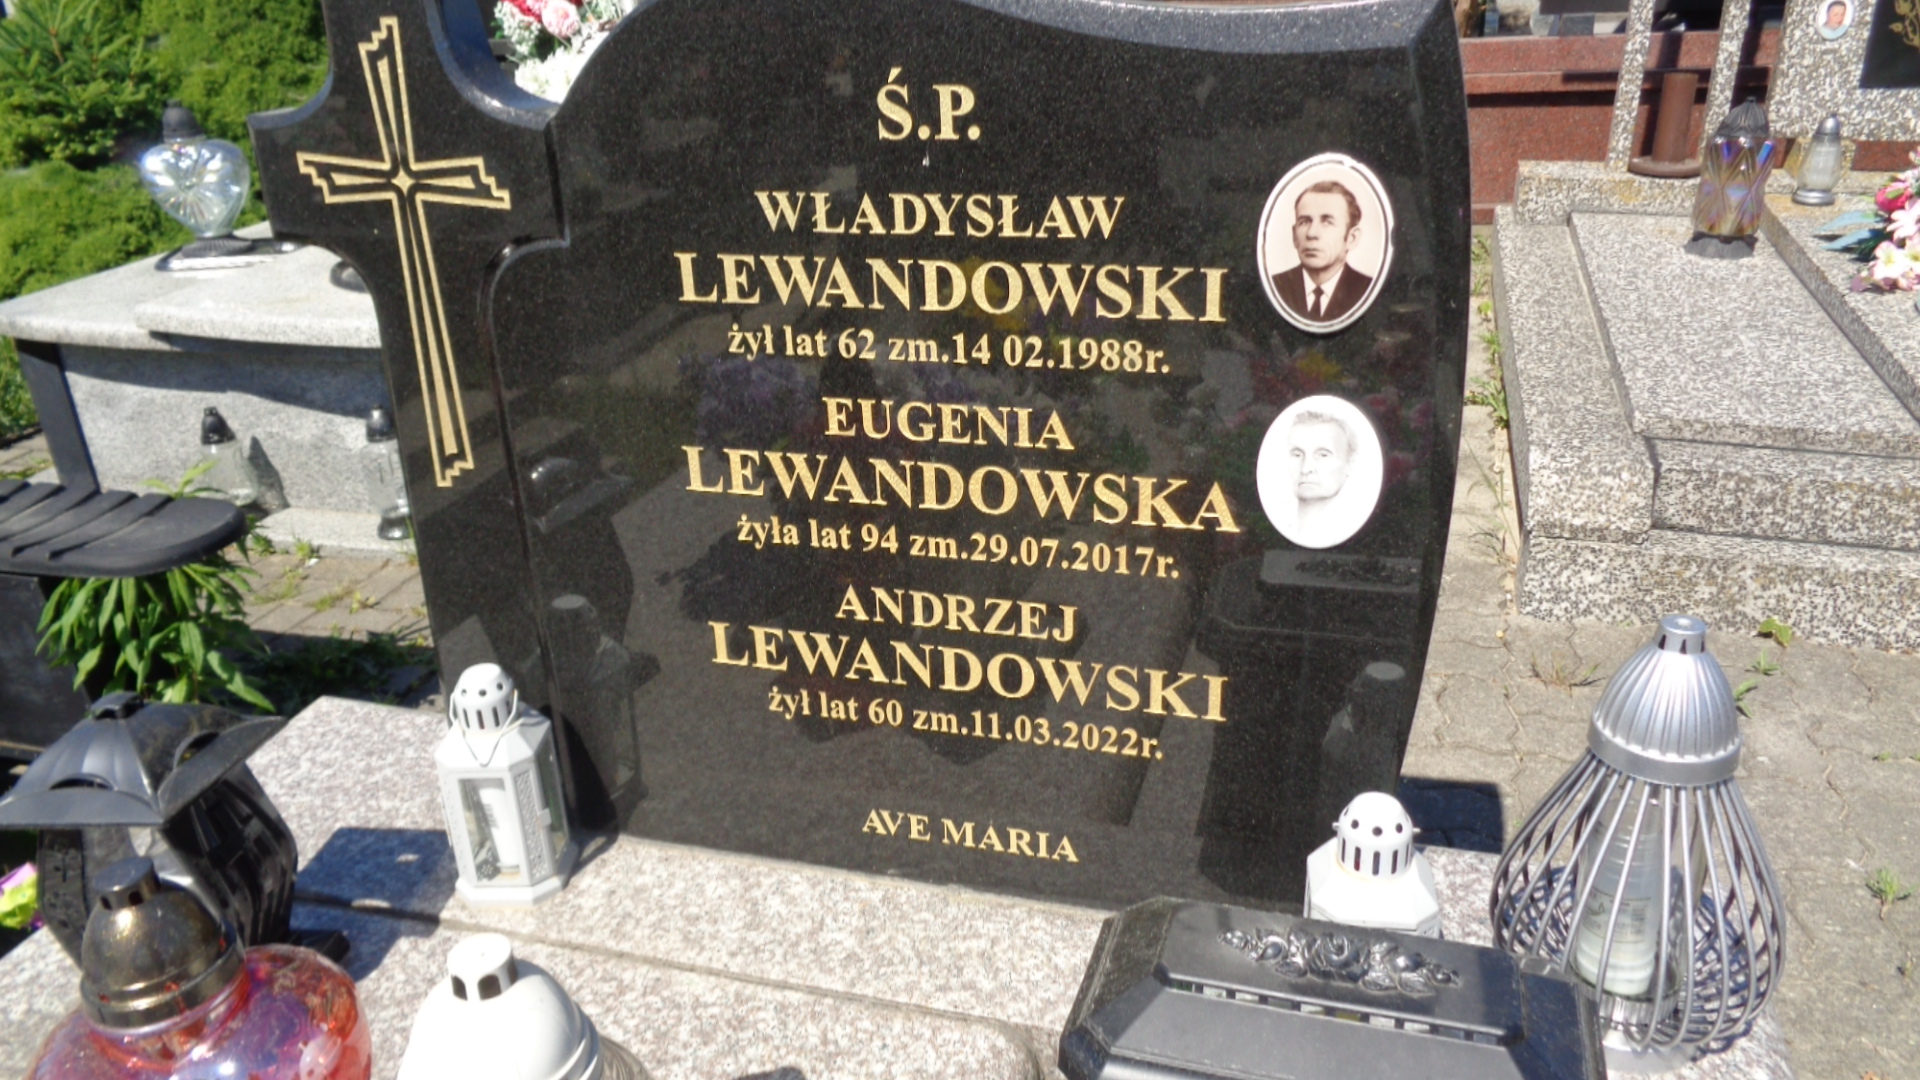 Ś.P.
WŁADYSŁAW
LEWANDOWSKI
żył lat 62 zm.14 02.1988r.
EUGENIA
LEWANDOWSKA
żyła lat 94 zm.29.07.2017r.
ANDRZEJ
LEWANDOWSKI
żył lat 60 zm.11.03.2022r.
AVE MARIA